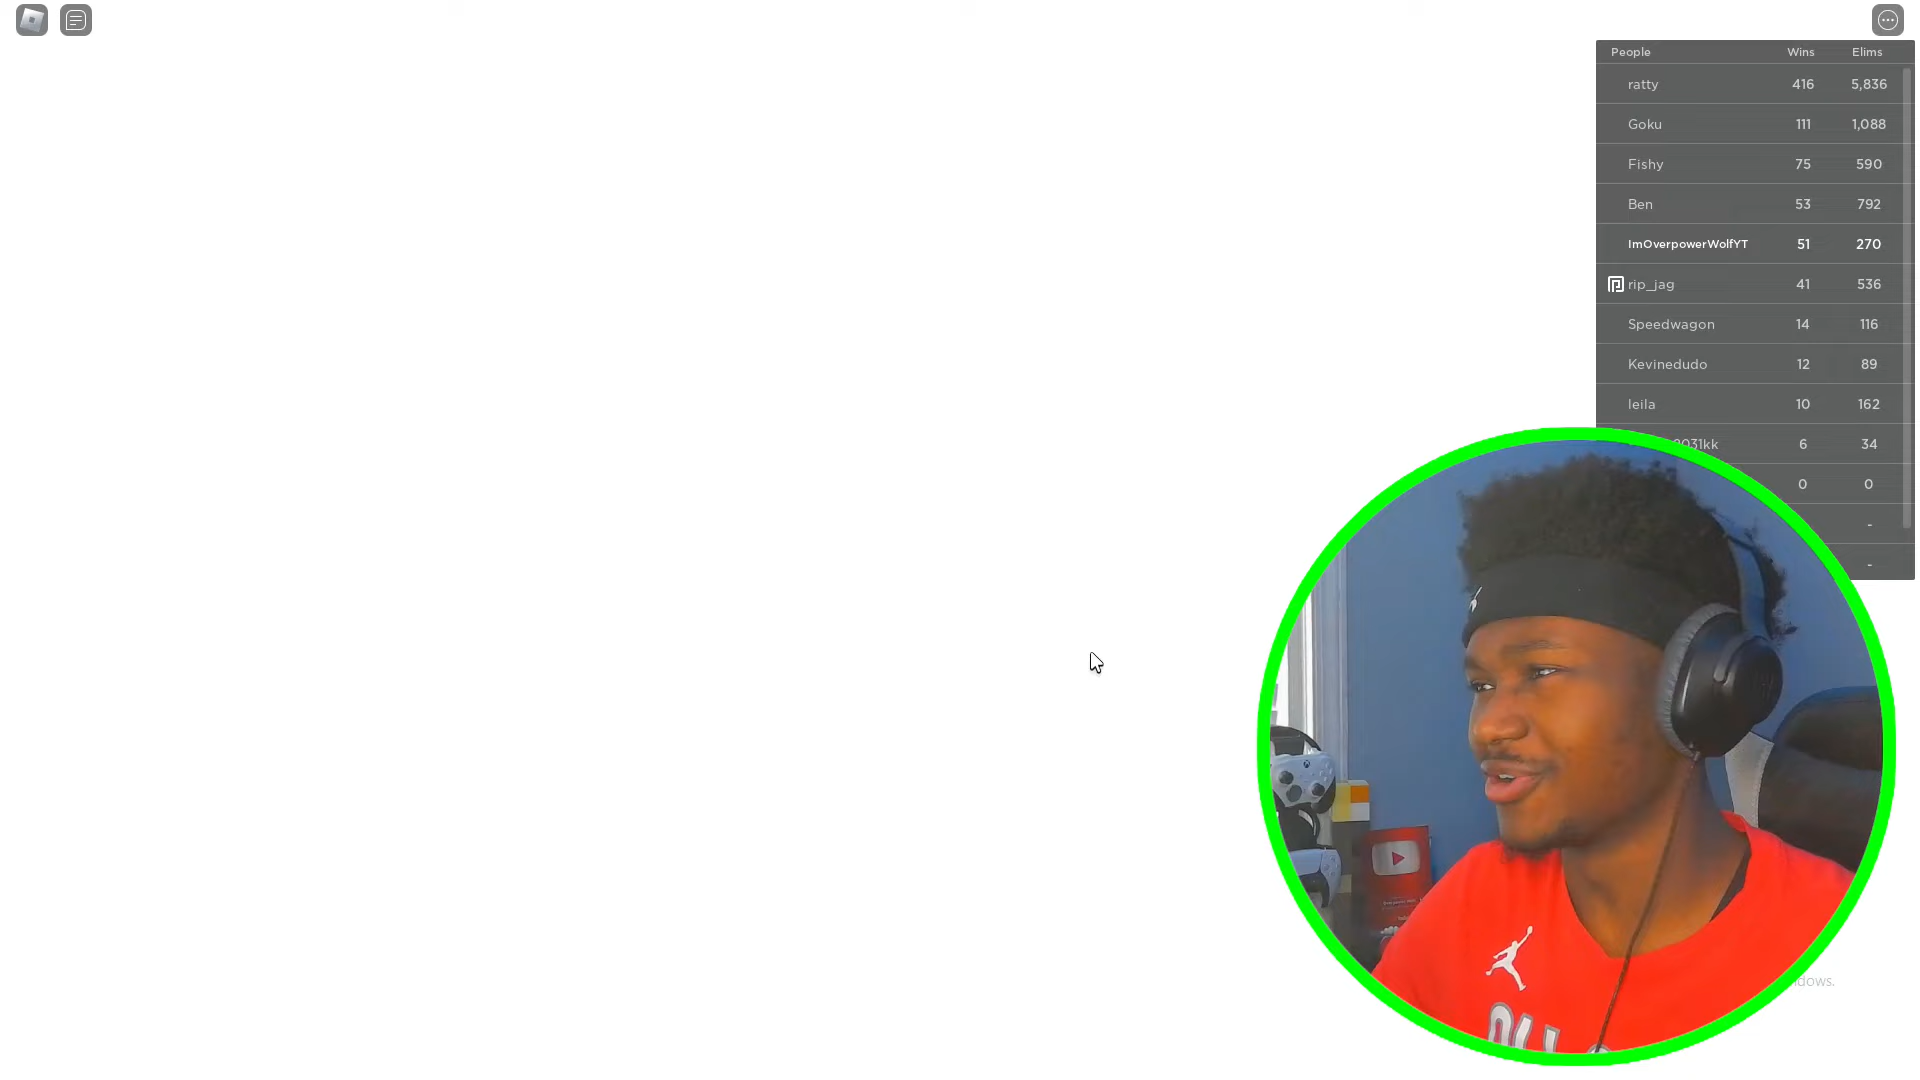 People Wins Elims
ratty 416 5,836
Goku 111 1,088
Fishy 75 590
Ben 53 792
ImOverpowerWolfYT 51 270
rip_jag 41 536
Speedwagon 14 116
Kevinedudo 12 89
leila 10 162
6 34
0 0
-
-